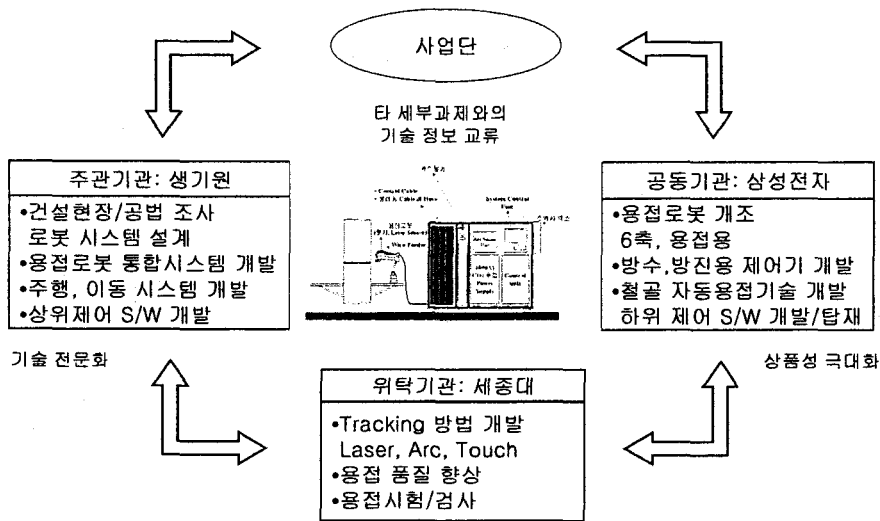 사업단
타 세부과제와의
기술 정보 교류
주관기관: 생기원
•건설현장/공법 조사
로봇 시스템 설계
•용접로봇 통합시스템 개발
•주행, 이동 시스템 개발
•상위제어 S/W 개발
기술 전문화
System Control
Wire Feeder
Power
Supply
Control
공동기관: 삼성전자
•용접로봇 개조
6축, 용접용
•방수,방진용 제어기 개발
•철골 자동용접기술 개발
하위 제어 S/W 개발/탑재
상품성 극대화
위탁기관: 세종대
•Tracking 방법 개발
Laser, Arc, Touch
•용접 품질 향상
•용접시험/검사